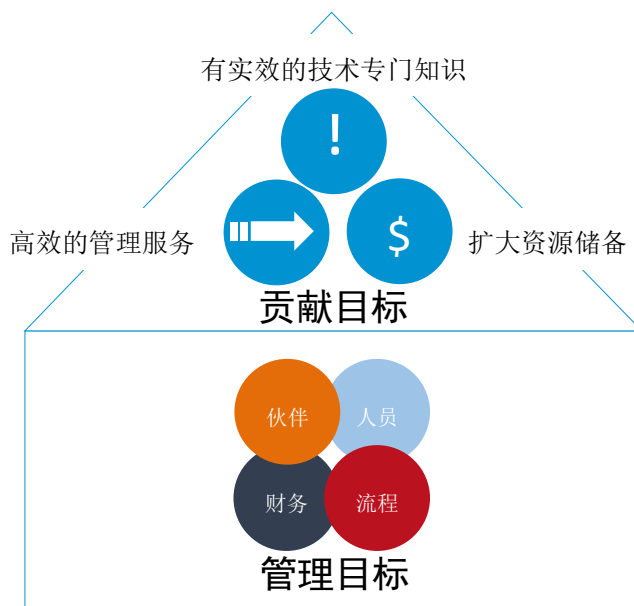 有实效的技术专门知识
!
高效的管理服务
$
扩大资源储备
贡献目标
伙伴
人员
财务
流程
管理目标